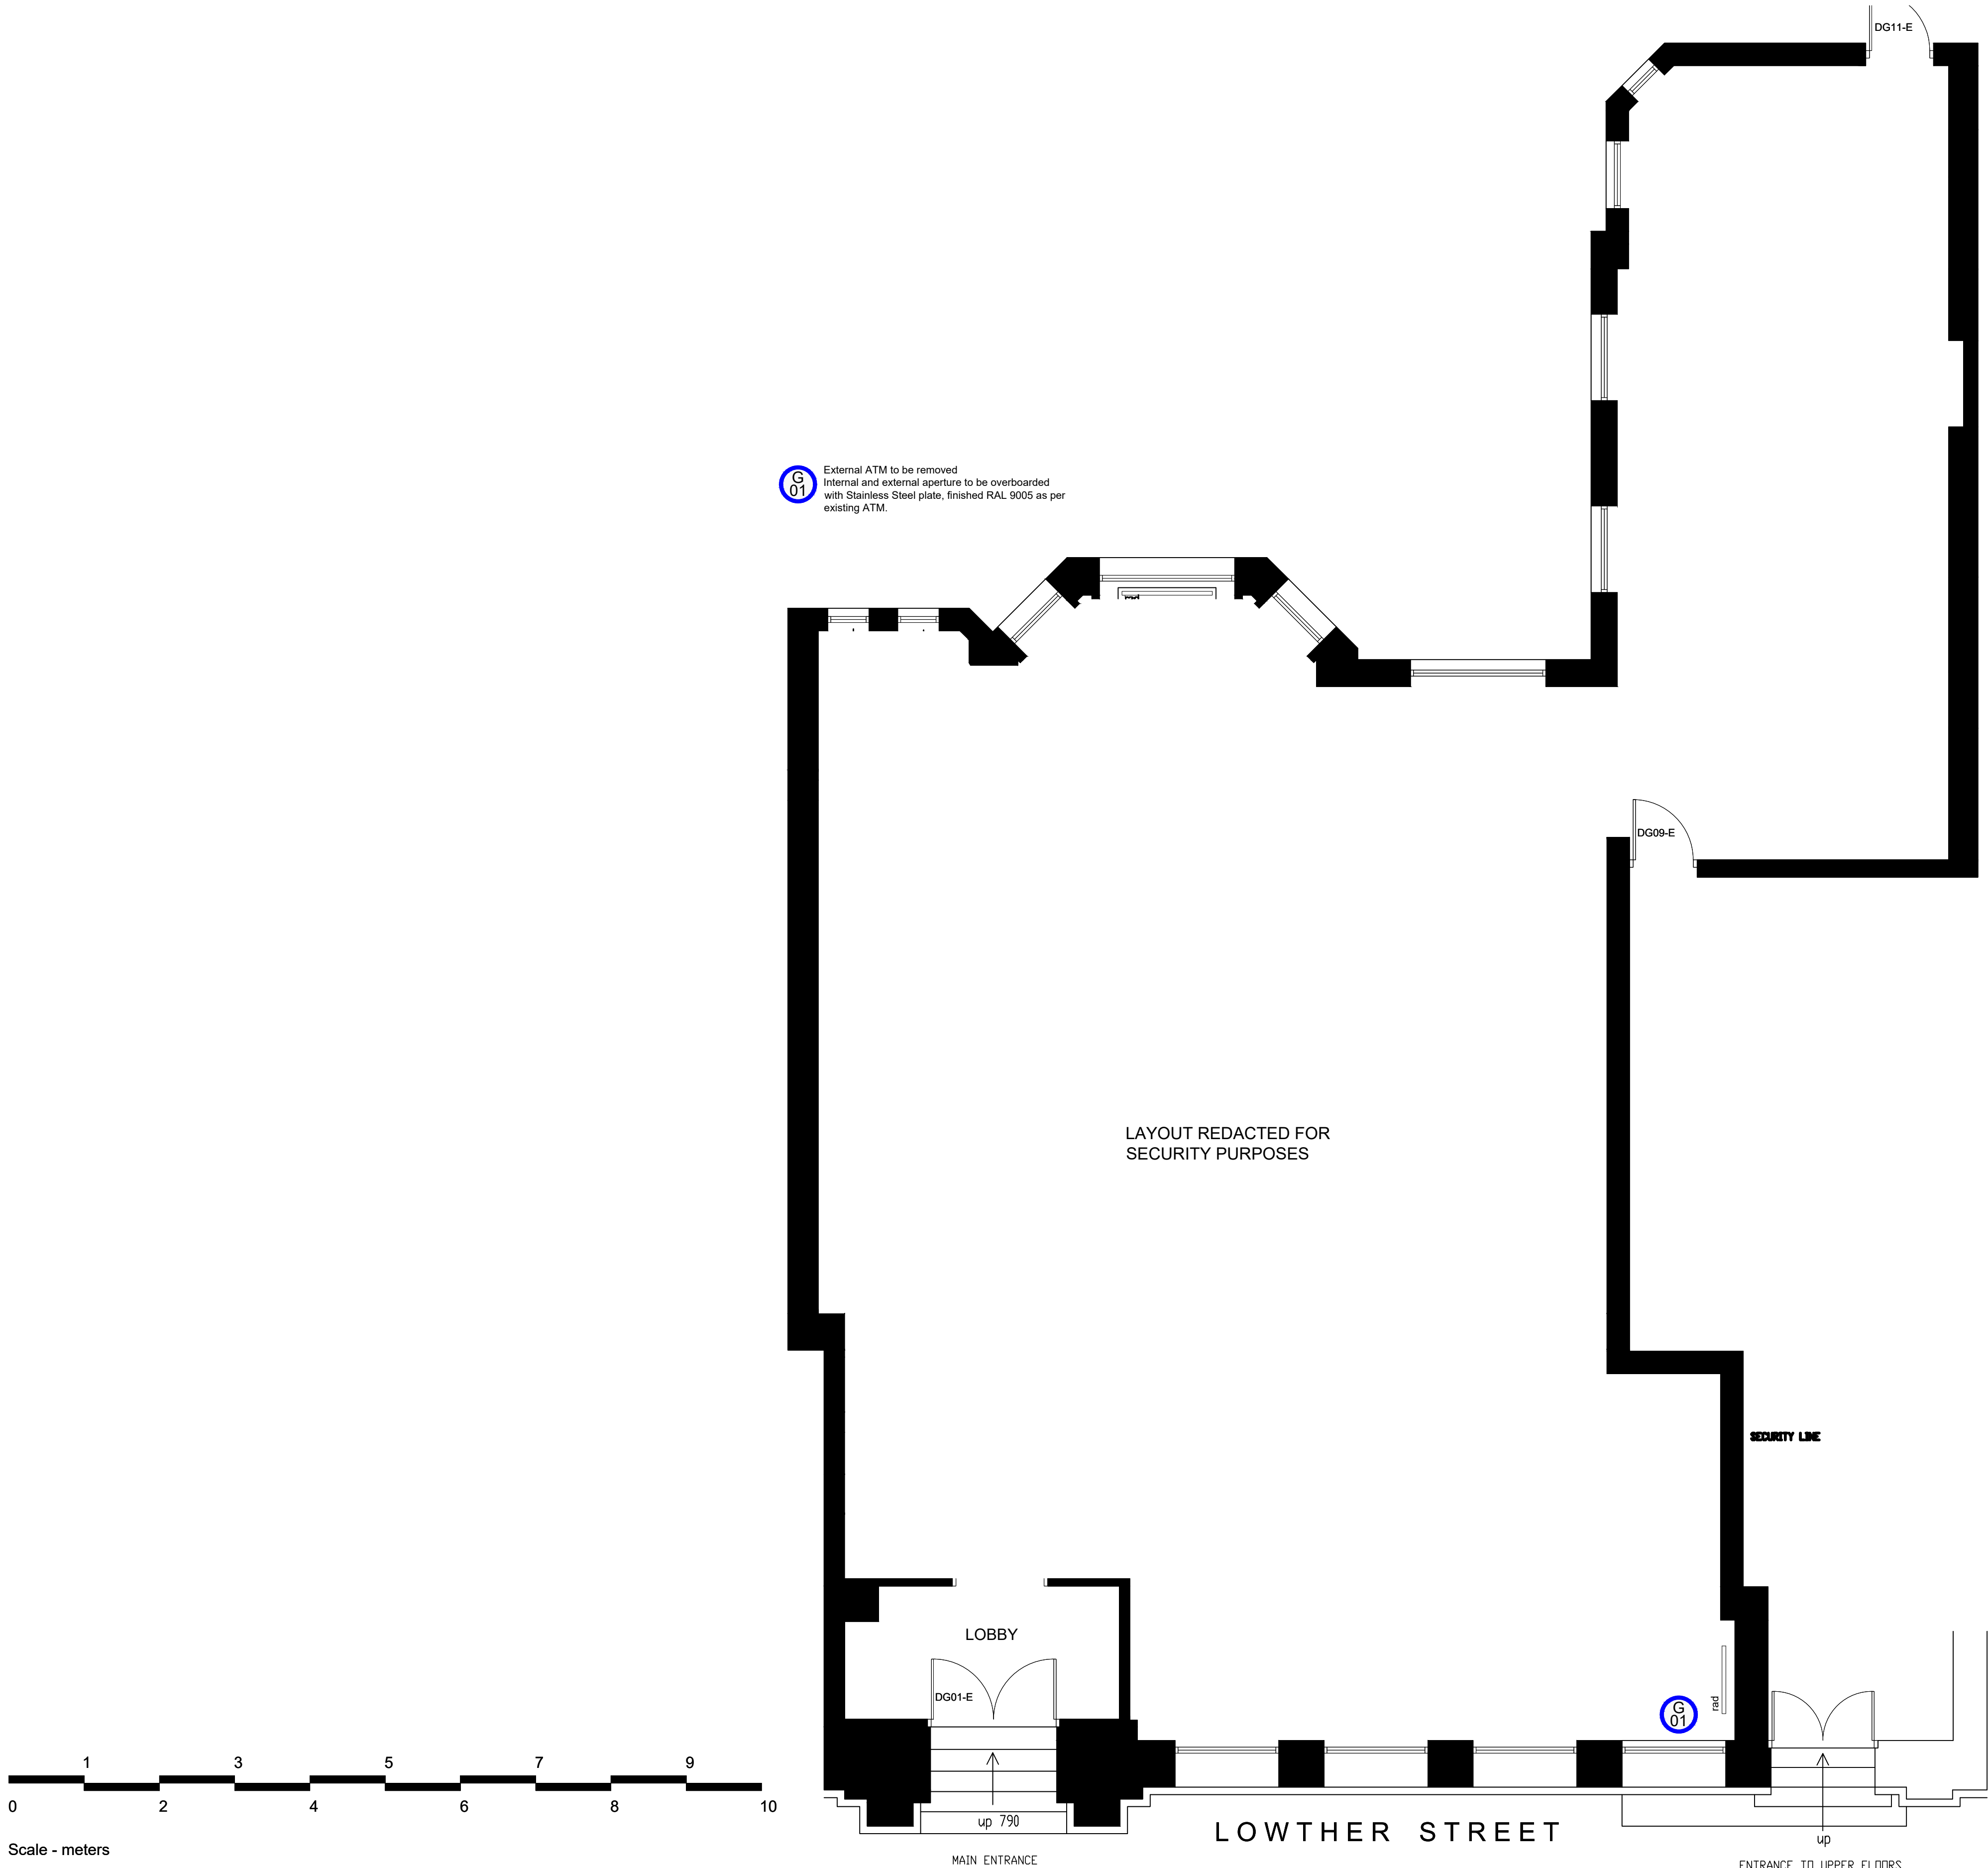 DG11-E
G
01
External ATM to be removed
Internal and external aperture to be overboarded
with Stainless Steel plate, finished RAL 9005 as per
existing ATM.
DG09-E
LAYOUT REDACTED FOR
SECURITY PURPOSES
SECURITY LINE
LOBBY
DG01-E
rad
G
01
1 3 5 7 9
0 2 4 6 8 10
Scale - meters
up 790
MAIN ENTRANCE
LOWTHER STREET
up
ENTRANCE TO UPPER FLOORS